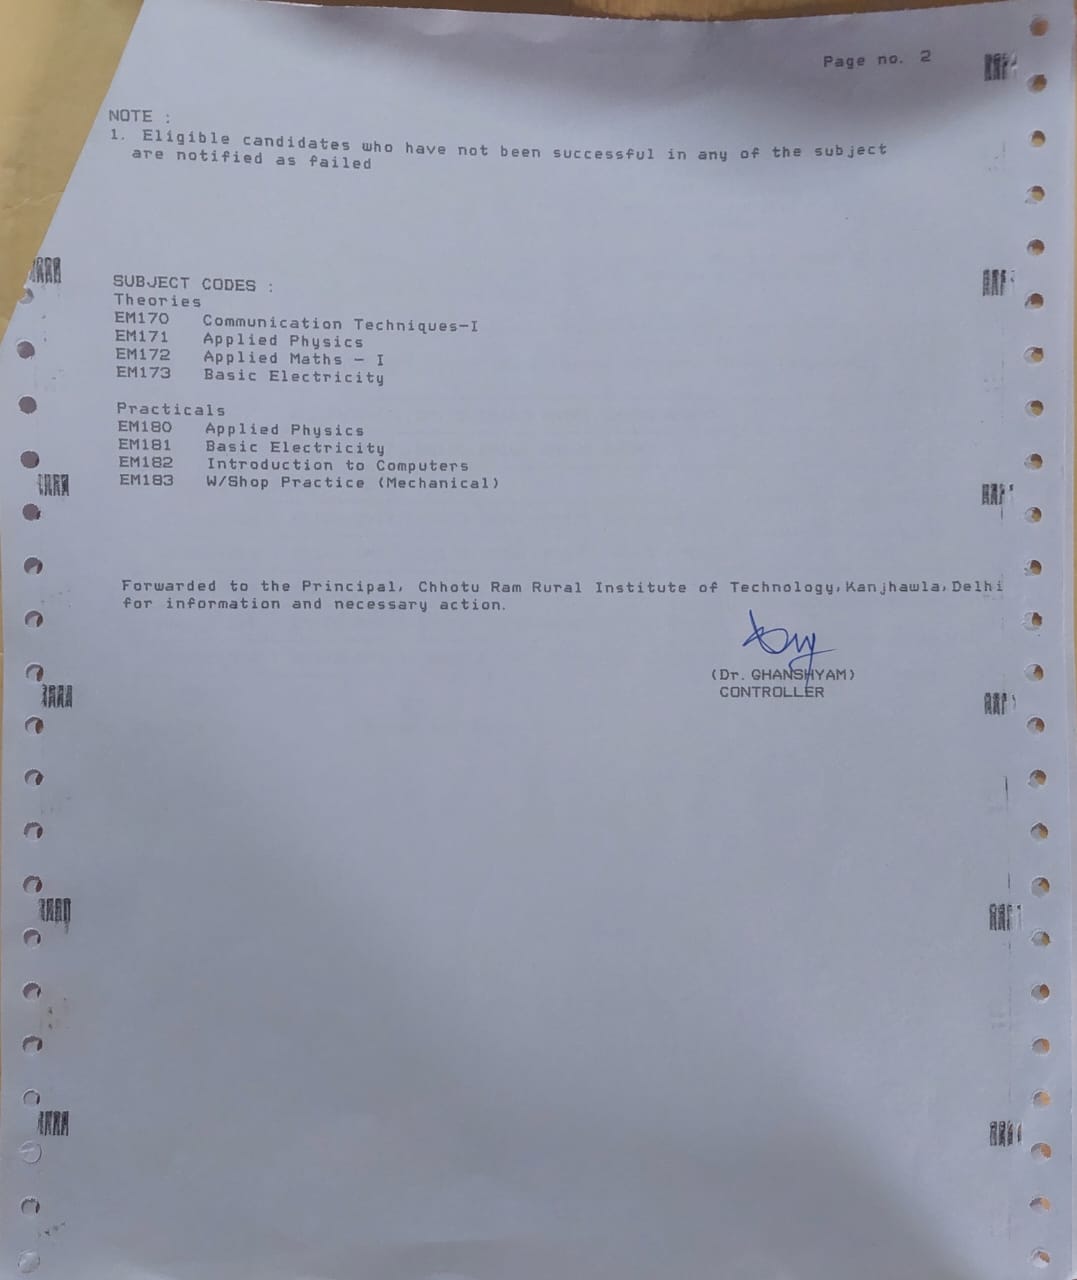 Page no. 2
NOTE :
1. Eligible candidates who have not been successful in any of the subject
are notified as failed
SUBJECT CODES :
Theories
EM170 Communication Techniques-I
EM171 Applied Physics
EM172 Applied Maths - I
EM173 Basic Electricity
Practicals
EM180 Applied Physics
EM181 Basic Electricity
EM182 Introduction to Computers
EM183 W/Shop Practice (Mechanical)
Forwarded to the Principal, Chhotu Ram Rural Institute of Technology,Kanjhawla,Delhi
for information and necessary action.
(Dr. GHANSHYAM)
CONTROLLER